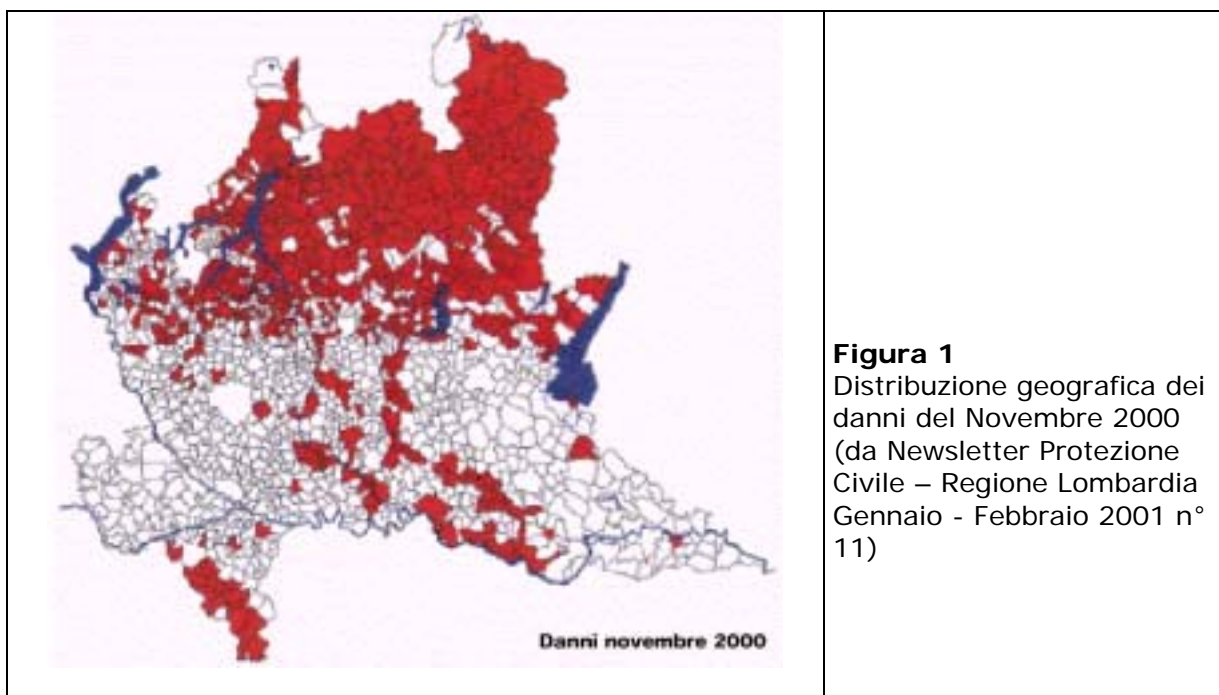 Danni novembre 2000
Figura 1
Distribuzione geografica dei
danni del Novembre 2000
(da Newsletter Protezione
Civile – Regione Lombardia
Gennaio - Febbraio 2001 n°
11)